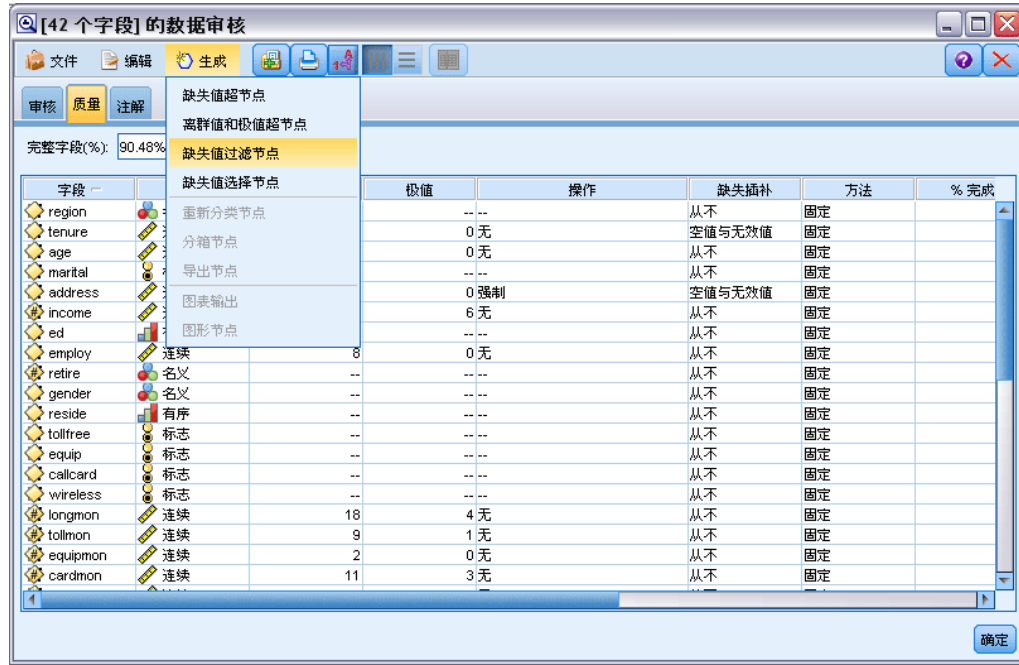 [42 个字段] 的数据审核
文件 编辑 生成
审核 质量 注解
缺失值超节点
离群值和极值超节点
完整字段(%): 90.48%
缺失值过滤节点
缺失值选择节点
重新分类节点
分箱节点
导出节点
图表输出
图形节点
字段 极值 操作 缺失插补 方法 % 完成
region -- -- 从不 固定
tenure 0 无 空值与无效值 固定
age 0 无 从不 固定
marital -- -- 从不 固定
address 0 强制 空值与无效值 固定
income 6 无 从不 固定
ed -- -- 从不 固定
employ 连续 8 0 无 从不 固定
retire 名义 -- -- -- 从不 固定
gender 名义 -- -- -- 从不 固定
reside 有序 -- -- -- 从不 固定
tollfree 标志 -- -- -- 从不 固定
equip 标志 -- -- -- 从不 固定
callcard 标志 -- -- -- 从不 固定
wireless 标志 -- -- -- 从不 固定
longmon 连续 18 4 无 从不 固定
tollmon 连续 9 1 无 从不 固定
equipmon 连续 2 0 无 从不 固定
cardmon 连续 11 3 无 从不 固定
确定